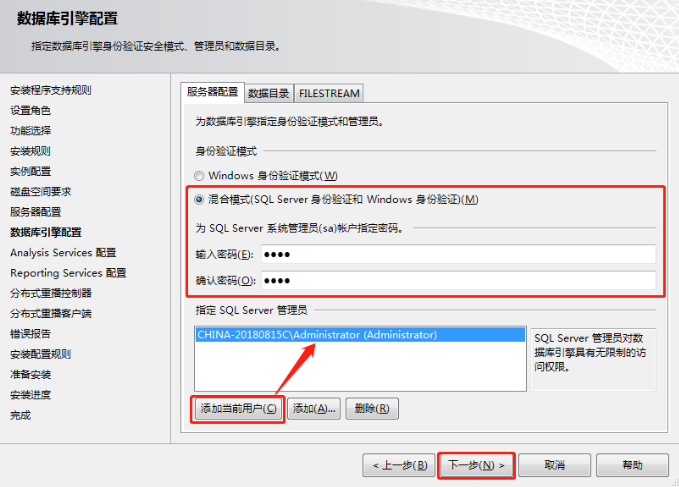 数据库引擎配置
指定数据库引擎身份验证安全模式、管理员和数据目录。
安装程序支持规则
设置角色
功能选择
安装规则
实例配置
磁盘空间要求
服务器配置
数据库引擎配置
Analysis Services 配置
Reporting Services 配置
分布式重播控制器
分布式重播客户端
错误报告
安装配置规则
准备安装
安装进度
完成
服务器配置 数据目录 FILESTREAM
为数据库引擎指定身份验证模式和管理员。
身份验证模式
Windows 身份验证模式(W)
混合模式(SQL Server 身份验证和 Windows 身份验证)(M)
为 SQL Server 系统管理员(sa)帐户指定密码。
输入密码(E): ●●●●
确认密码(O): ●●●●
指定 SQL Server 管理员
CHINA-20180815C\Administrator (Administrator)
SQL Server 管理员对数
据库引擎具有无限制的访
问权限。
添加当前用户(C) 添加(A)... 删除(R)
< 上一步(B) 下一步(N) > 取消 帮助